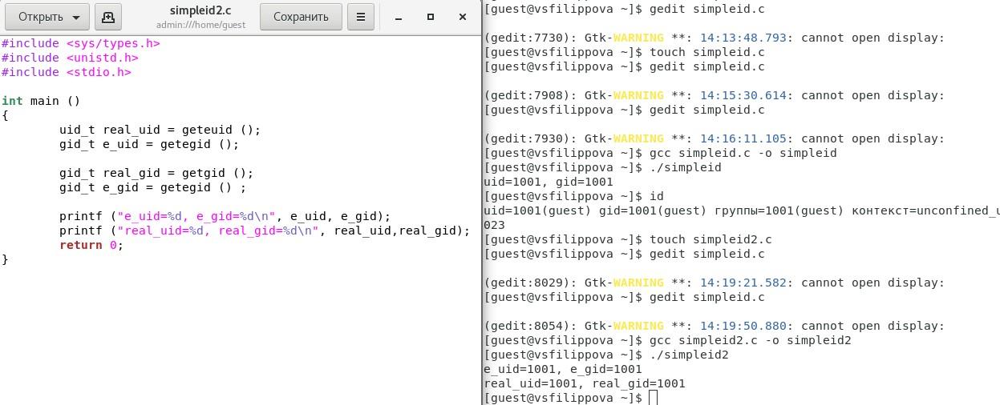 Открыть
simpleid2.c
admin:///home/guest
Сохранить
#include <sys/types.h>
#include <unistd.h>
#include <stdio.h>
int main ()
{
uid_t real_uid = geteuid ();
gid_t e_uid = getegid ();
gid_t real_gid = getgid ();
gid_t e_gid = getegid () ;
printf ("e_uid=%d, e_gid=%d\n", e_uid, e_gid);
printf ("real_uid=%d, real_gid=%d\n", real_uid,real_gid);
return 0;
}
[guest@vsfilippova ~]$ gedit simpleid.c
(gedit:7730): Gtk-WARNING **: 14:13:48.793: cannot open display:
[guest@vsfilippova ~]$ touch simpleid.c
[guest@vsfilippova ~]$ gedit simpleid.c
(gedit:7908): Gtk-WARNING **: 14:15:30.614: cannot open display:
[guest@vsfilippova ~]$ gedit simpleid.c
(gedit:7930): Gtk-WARNING **: 14:16:11.105: cannot open display:
[guest@vsfilippova ~]$ gcc simpleid.c -o simpleid
[guest@vsfilippova ~]$ ./simpleid
uid=1001, gid=1001
[guest@vsfilippova ~]$ id
uid=1001(guest) gid=1001(guest) группы=1001(guest) контекст=unconfined_u
023
[guest@vsfilippova ~]$ touch simpleid2.c
[guest@vsfilippova ~]$ gedit simpleid.c
(gedit:8029): Gtk-WARNING **: 14:19:21.582: cannot open display:
[guest@vsfilippova ~]$ gedit simpleid.c
(gedit:8054): Gtk-WARNING **: 14:19:50.880: cannot open display:
[guest@vsfilippova ~]$ gcc simpleid2.c -o simpleid2
[guest@vsfilippova ~]$ ./simpleid2
e_uid=1001, e_gid=1001
real_uid=1001, real_gid=1001
[guest@vsfilippova ~]$